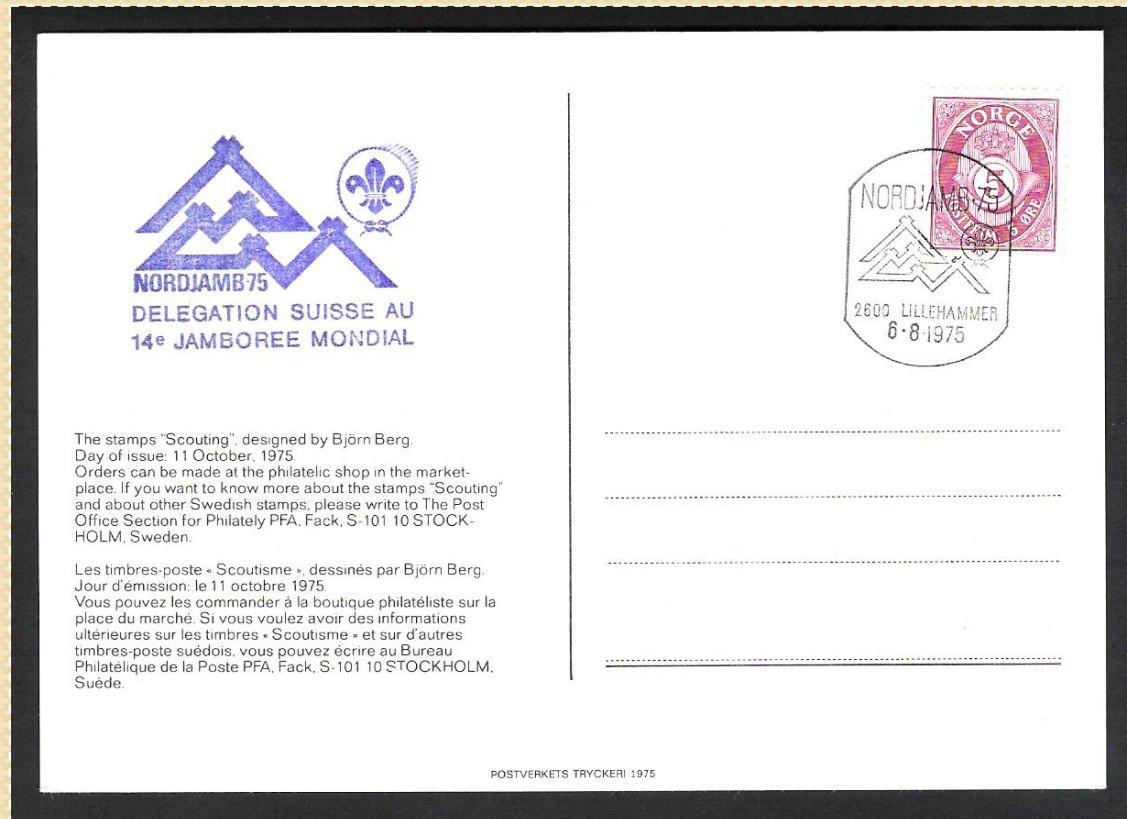 NORDJAMB75
DELEGATION SUISSE AU
14e JAMBOREE MONDIAL
The stamps "Scouting", designed by Björn Berg.
Day of issue: 11 October, 1975.
Orders can be made at the philatelic shop in the market-
place. If you want to know more about the stamps "Scouting"
and about other Swedish stamps, please write to The Post
Office Section for Philately PFA, Fack, S-101 10 STOCK-
HOLM, Sweden.
Les timbres-poste « Scoutisme », dessinés par Björn Berg.
Jour d'émission: le 11 octobre 1975.
Vous pouvez les commander à la boutique philatéliste sur la
place du marché. Si vous voulez avoir des informations
ultérieures sur les timbres « Scoutisme » et sur d'autres
timbres-poste suédois, vous pouvez écrire au Bureau
Philatélique de la Poste PFA, Fack, S-101 10 STOCKHOLM,
Suède.
NORGE
5
5 ØRE
NORDJAMB-75
2600 LILLEHAMMER
6·8·1975
POSTVERKETS TRYCKERI 1975